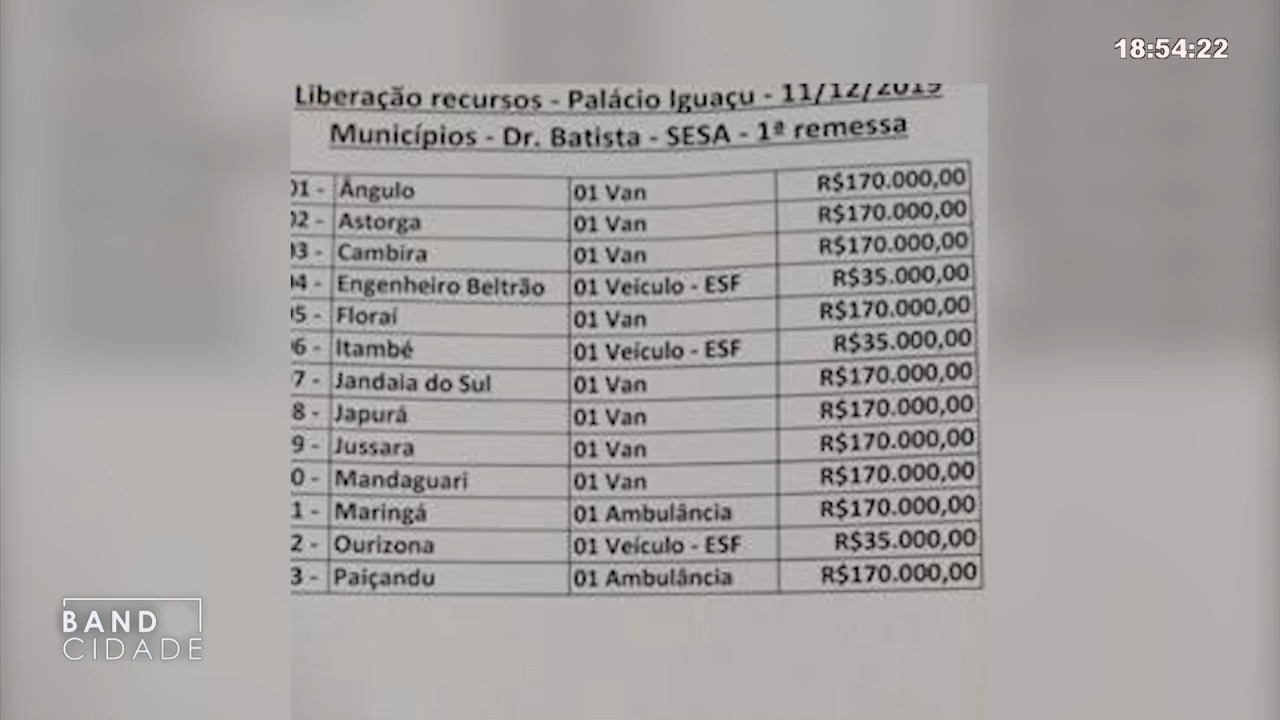 18:54:22
Liberação recursos - Palácio Iguaçu - 11/12/2019
Municípios - Dr. Batista - SESA - 1ª remessa
01 - Ângulo 01 Van R$170.000,00
02 - Astorga 01 Van R$170.000,00
03 - Cambira 01 Van R$170.000,00
04 - Engenheiro Beltrão 01 Veículo - ESF R$35.000,00
05 - Floraí 01 Van R$170.000,00
06 - Itambé 01 Veículo - ESF R$35.000,00
7 - Jandaia do Sul 01 Van R$170.000,00
8 - Japurá 01 Van R$170.000,00
9 - Jussara 01 Van R$170.000,00
0 - Mandaguari 01 Van R$170.000,00
1 - Maringá 01 Ambulância R$170.000,00
2 - Ourizona 01 Veículo - ESF R$35.000,00
3 - Paiçandu 01 Ambulância R$170.000,00
BAND
CIDADE